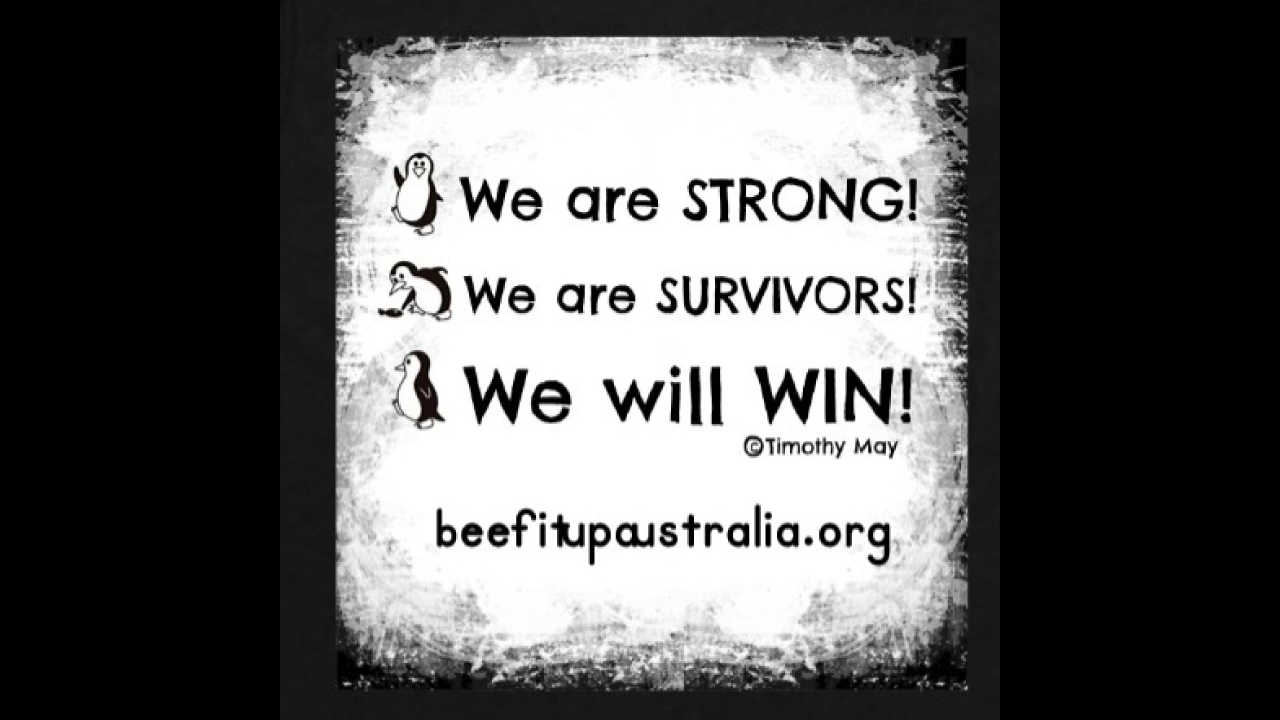 We are STRONG!
We are SURVIVORS!
We will WIN!
©Timothy May
beefitupaustralia.org